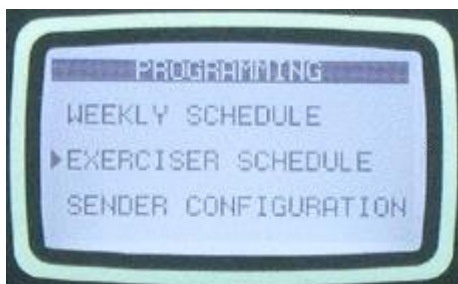 PROGRAMMING
WEEKLY SCHEDULE
EXERCISER SCHEDULE
SENDER CONFIGURATION